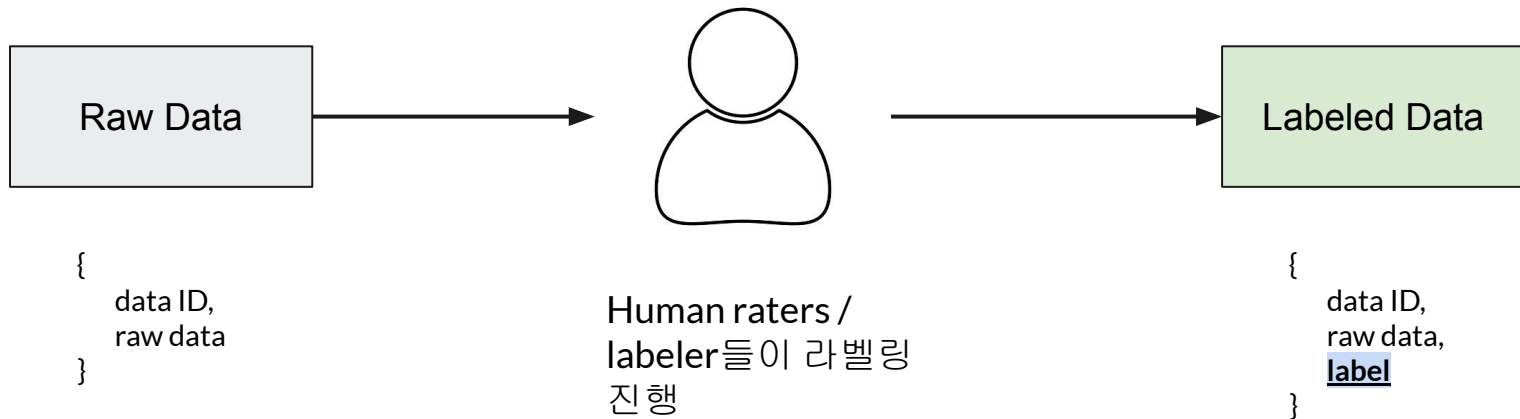 Raw Data
Labeled Data
{
data ID,
raw data
}
Human raters /
labeler들이 라벨링
진행
{
data ID,
raw data,
label
}